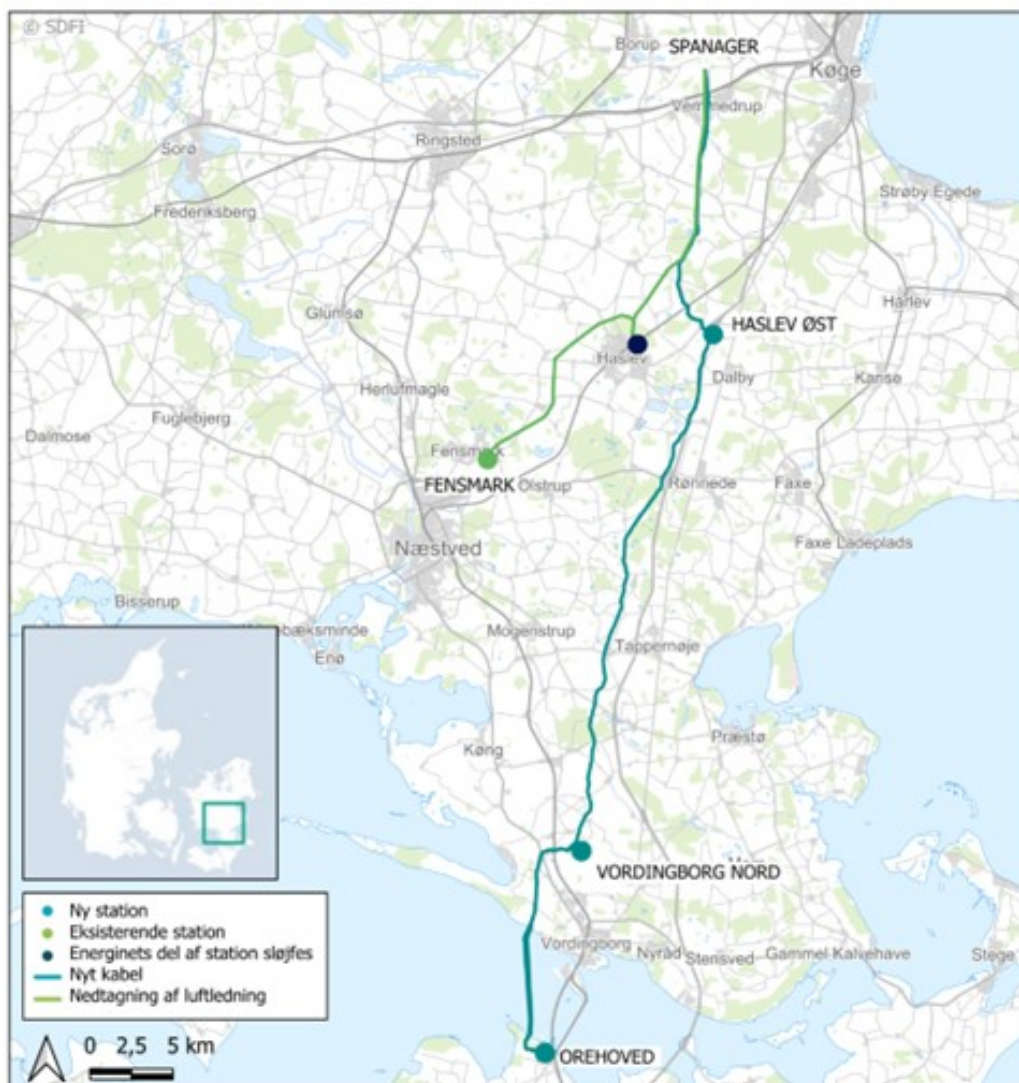 © SDFI
Borup
SPANAGER
Køge
Vemmedrup
Ringsted
Sorø
Strøby Egede
Frederiksberg
Hårlev
Glumsø
HASLEV ØST
Haslev
Dalby
Karise
Herlufmagle
Fuglebjerg
Dalmose
Fensmark
FENSMARK
Olstrup
Rønnede
Faxe
Næstved
Faxe Ladeplads
Bisserup
Mogenstrup
Enø
Tappernøje
Præstø
Køng
VORDINGBORG NORD
Vordingborg
Nyråd
Stensved
Gammel Kalvehave
Stege
OREHOVED
Ny station
Eksisterende station
Energinets del af station sløjfes
Nyt kabel
Nedtagning af luftledning
0 2,5 5 km